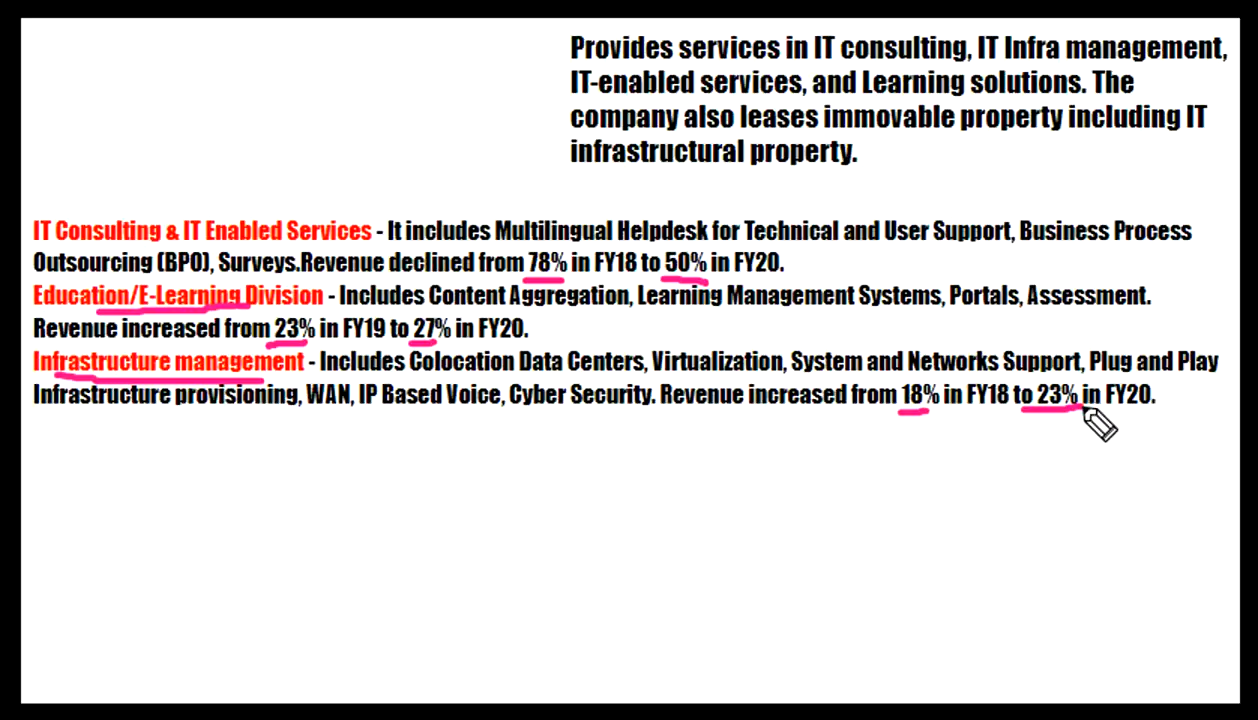 Provides services in IT consulting, IT Infra management,
IT-enabled services, and Learning solutions. The
company also leases immovable property including IT
infrastructural property.
IT Consulting & IT Enabled Services - It includes Multilingual Helpdesk for Technical and User Support, Business Process
Outsourcing (BPO), Surveys.Revenue declined from 78% in FY18 to 50% in FY20.
Education/E-Learning Division - Includes Content Aggregation, Learning Management Systems, Portals, Assessment.
Revenue increased from 23% in FY19 to 27% in FY20.
Infrastructure management - Includes Colocation Data Centers, Virtualization, System and Networks Support, Plug and Play
Infrastructure provisioning, WAN, IP Based Voice, Cyber Security. Revenue increased from 18% in FY18 to 23% in FY20.